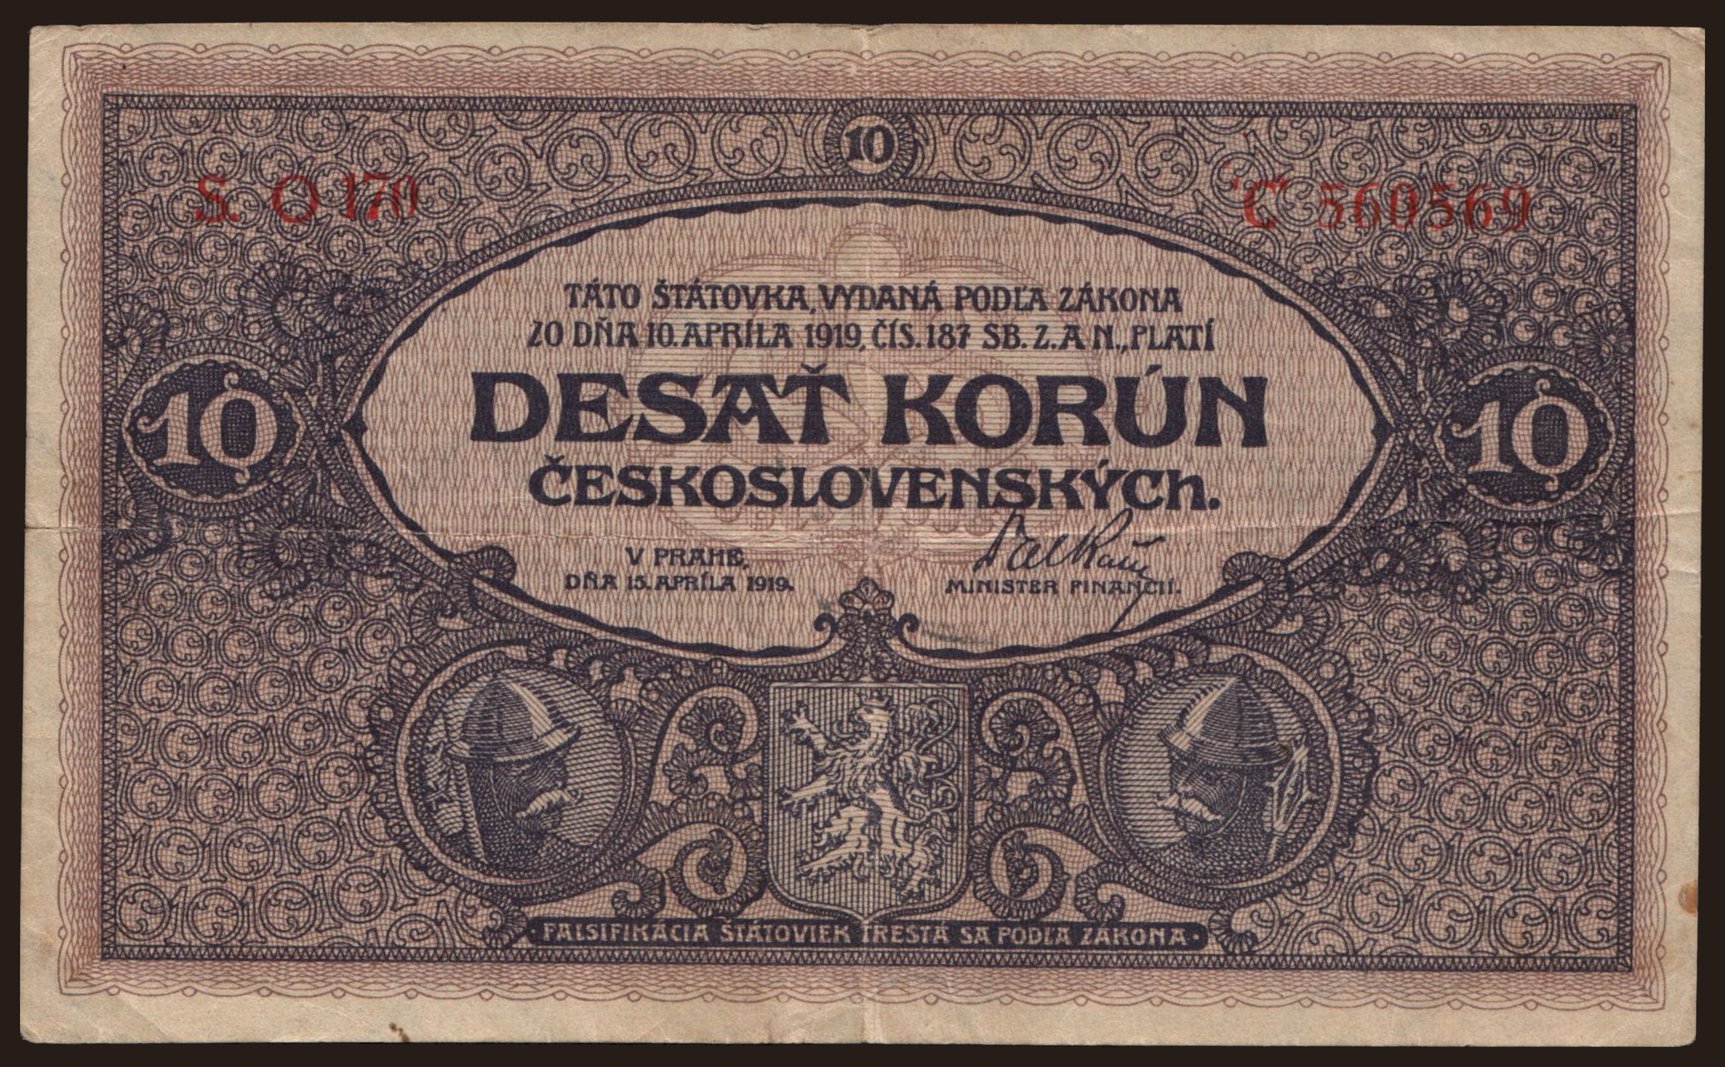 10
S. O 170
"C" 560569
TÁTO ŠTÁTOVKA, VYDANÁ PODĽA ZÁKONA
ZO DŇA 10. APRÍLA 1919, ČÍS. 187 SB. Z. A N., PLATÍ
10
DESAŤ KORÚN
10
ČESKOSLOVENSKÝCH.
V PRAHE,
DŇA 15. APRÍLA 1919.
MINISTER FINANCIÍ.
FALSIFIKÁCIA ŠTÁTOVIEK TRESTÁ SA PODĽA ZÁKONA